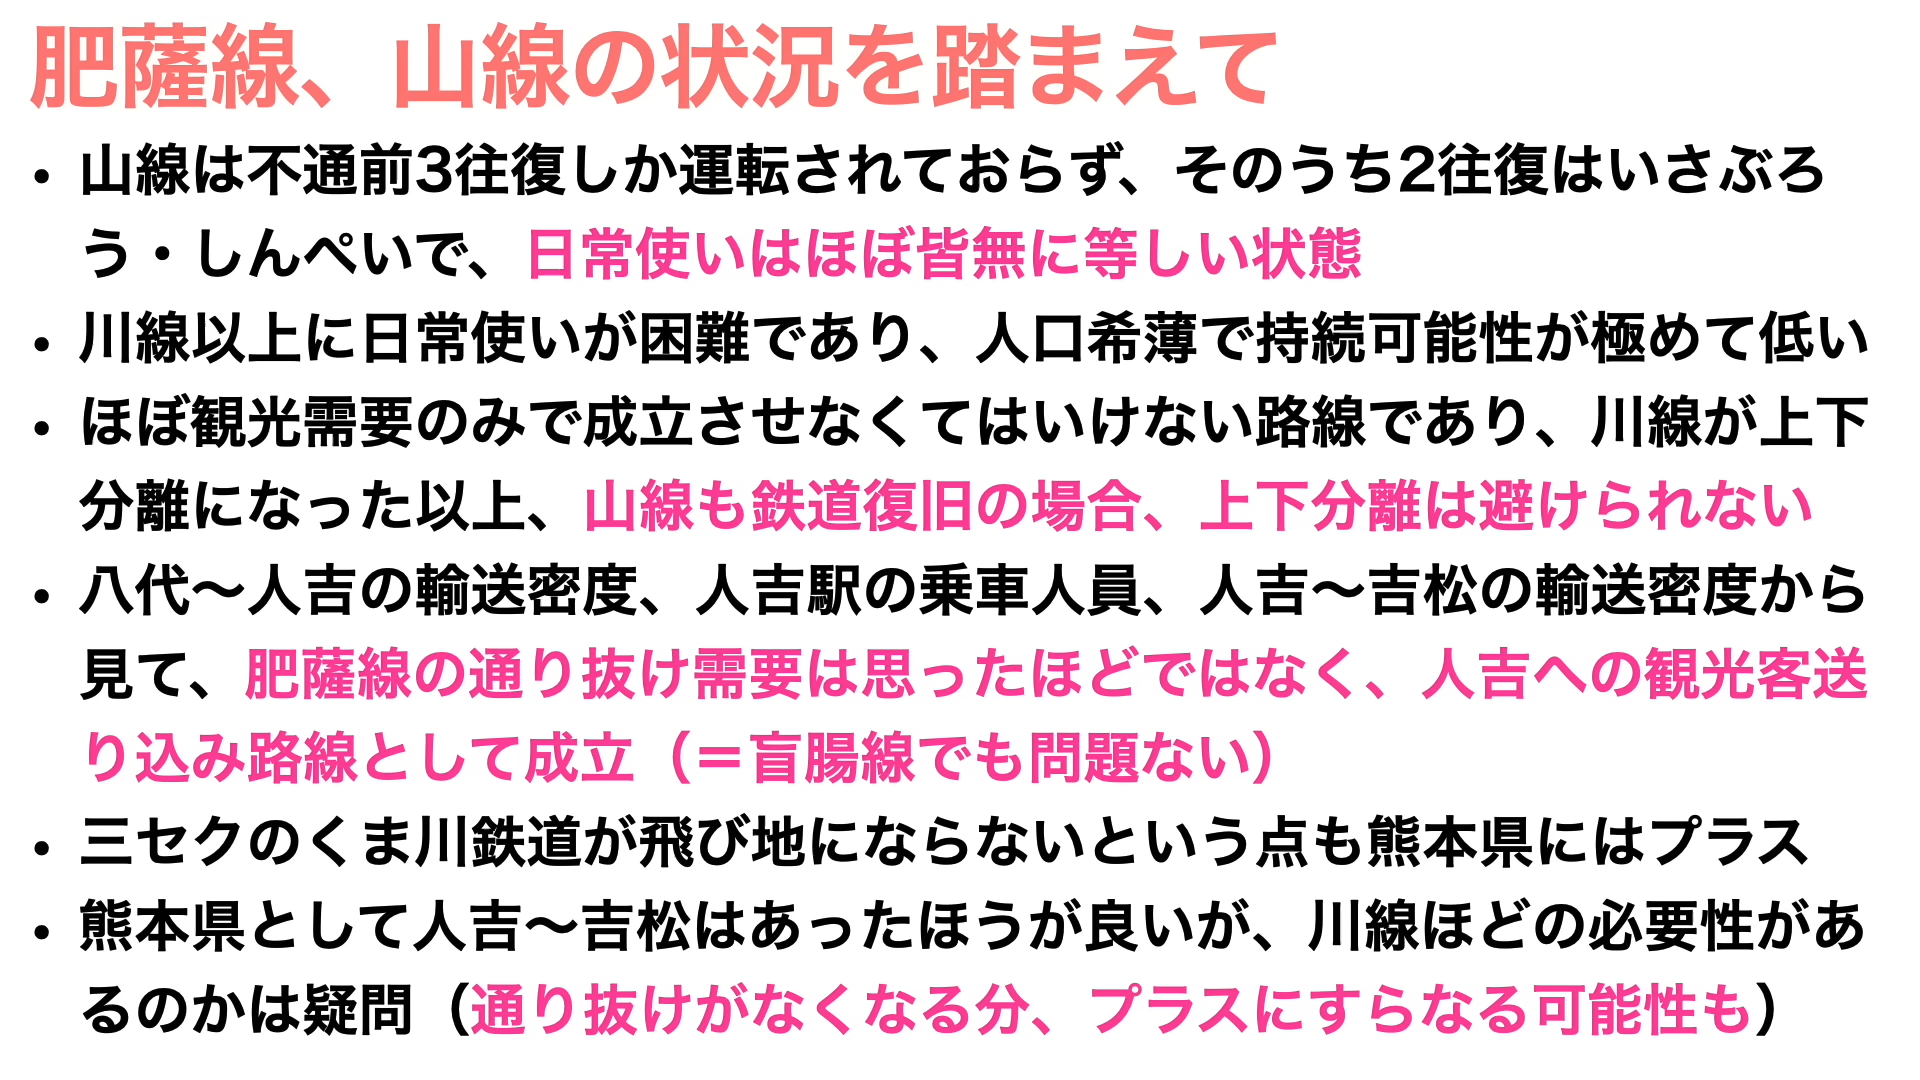 肥薩線、山線の状況を踏まえて
• 山線は不通前3往復しか運転されておらず、そのうち2往復はいさぶろ
う・しんぺいで、日常使いはほぼ皆無に等しい状態
• 川線以上に日常使いが困難であり、人口希薄で持続可能性が極めて低い
• ほぼ観光需要のみで成立させなくてはいけない路線であり、川線が上下
分離になった以上、山線も鉄道復旧の場合、上下分離は避けられない
• 八代〜人吉の輸送密度、人吉駅の乗車人員、人吉〜吉松の輸送密度から
見て、肥薩線の通り抜け需要は思ったほどではなく、人吉への観光客送
り込み路線として成立（＝盲腸線でも問題ない）
• 三セクのくま川鉄道が飛び地にならないという点も熊本県にはプラス
• 熊本県として人吉〜吉松はあったほうが良いが、川線ほどの必要性があ
るのかは疑問（通り抜けがなくなる分、プラスにすらなる可能性も）